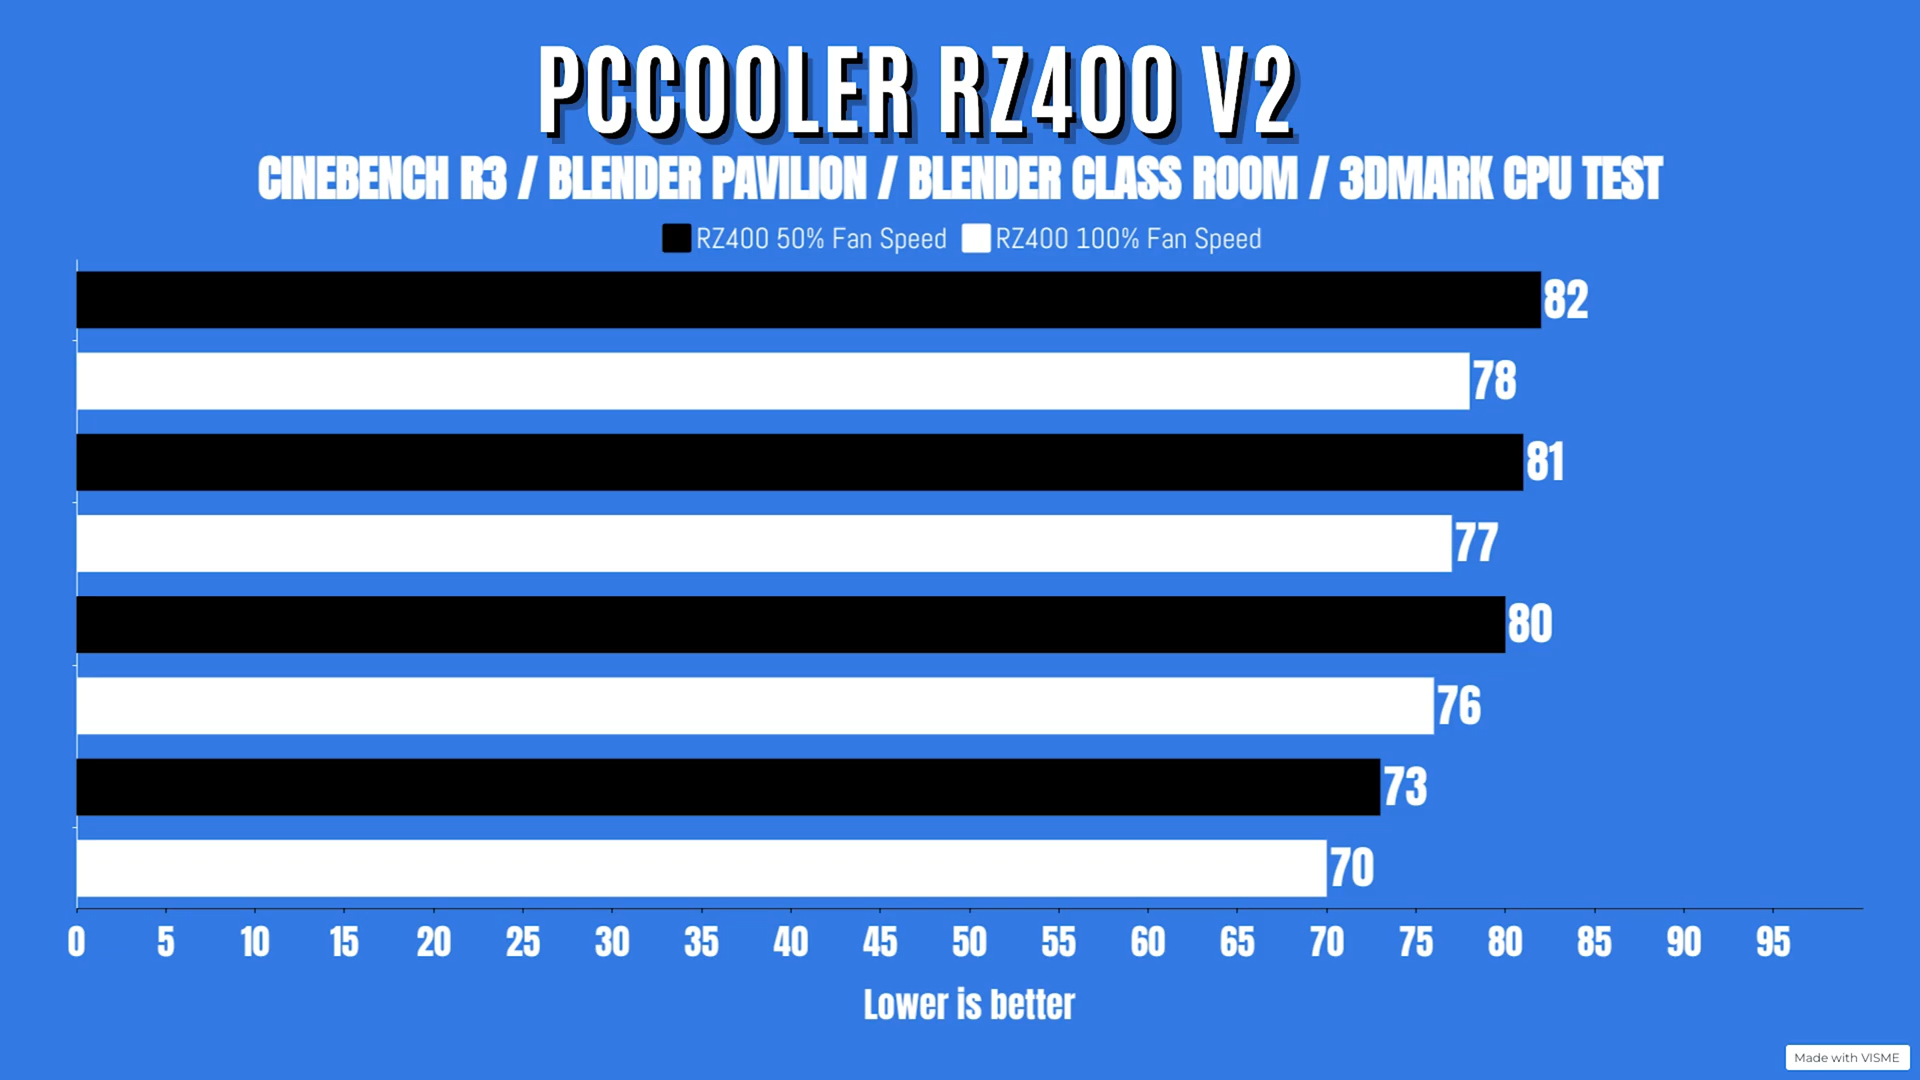 PCCOOLER RZ400 V2
CINEBENCH R3 / BLENDER PAVILION / BLENDER CLASS ROOM / 3DMARK CPU TEST
RZ400 50% Fan Speed RZ400 100% Fan Speed
82
78
81
77
80
76
73
70
0 5 10 15 20 25 30 35 40 45 50 55 60 65 70 75 80 85 90 95
Lower is better
Made with VISME